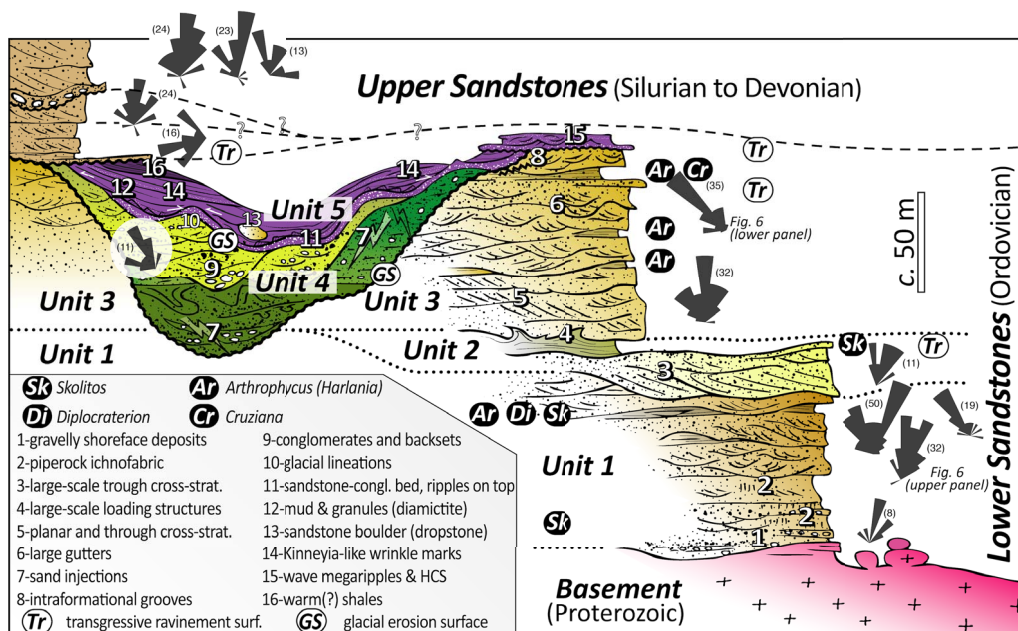 (24)
(23)
(13)
(24)
(16)
Tr
Upper Sandstones (Silurian to Devonian)
?
?
?
15
16
12
14
14
8
10
13
Unit 5
GS
11
7
6
9
Unit 4
GS
(11)
Unit 3
Unit 3
7
5
Unit 1
Unit 2
4
Ar Cr
(35)
Tr
Tr
Fig. 6
(lower panel)
Ar
Ar
(32)
c. 50 m
Lower Sandstones (Ordovician)
3
Sk
(11)
Tr
Ar Di Sk
(50)
(19)
(32)
Fig. 6
(upper panel)
Unit 1
2
2
Sk
1
(8)
Basement
(Proterozoic)
Sk Skolitos
Ar Arthrophycus (Harlania)
Di Diplocraterion
Cr Cruziana
1-gravelly shoreface deposits
2-piperock ichnofabric
3-large-scale trough cross-strat.
4-large-scale loading structures
5-planar and through cross-strat.
6-large gutters
7-sand injections
8-intraformational grooves
9-conglomerates and backsets
10-glacial lineations
11-sandstone-congl. bed, ripples on top
12-mud & granules (diamictite)
13-sandstone boulder (dropstone)
14-Kinneyia-like wrinkle marks
15-wave megaripples & HCS
16-warm(?) shales
Tr transgressive ravinement surf.
GS glacial erosion surface